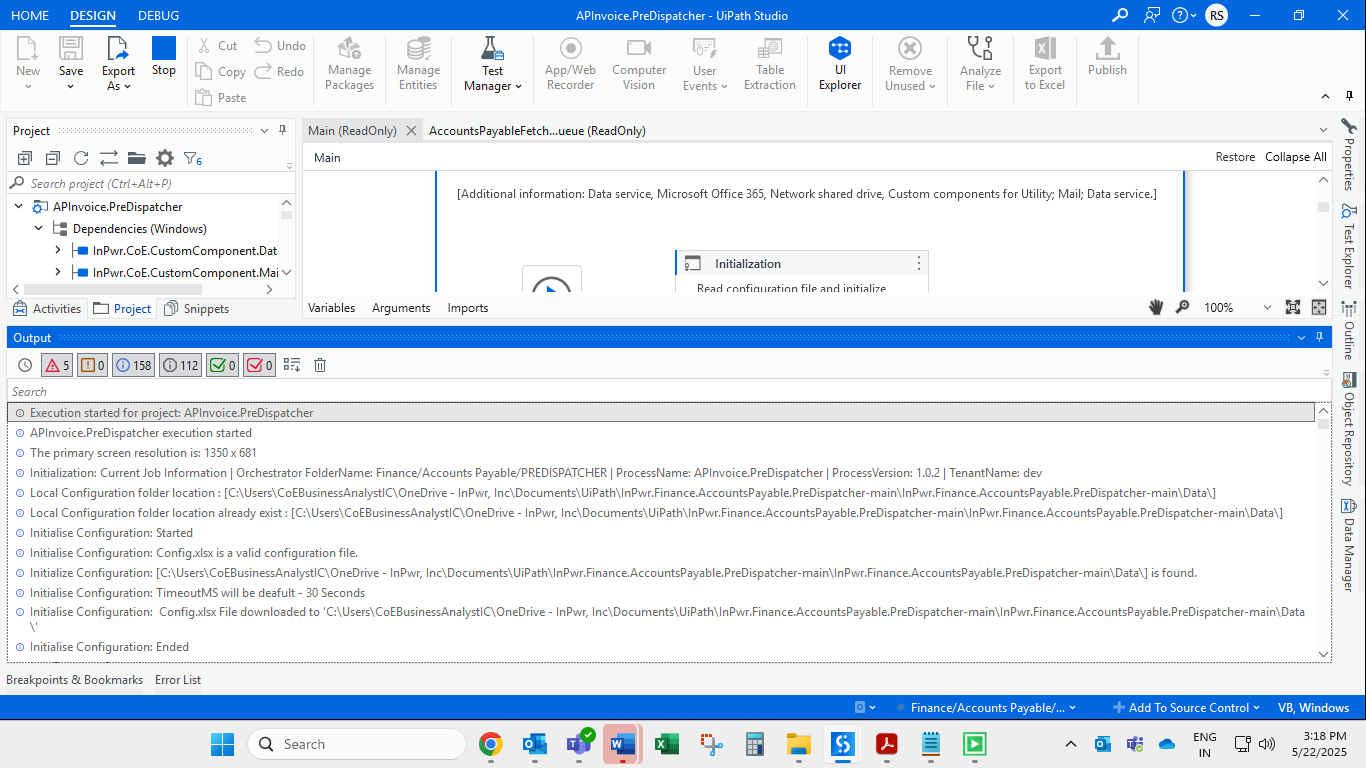 HOME DESIGN DEBUG APInvoice.PreDispatcher - UiPath Studio RS
New Save Export As Stop Cut Copy Paste Undo Redo Manage Packages Manage Entities Test Manager App/Web Recorder Computer Vision User Events Table Extraction UI Explorer Remove Unused Analyze File Export to Excel Publish
Project
6
Search project (Ctrl+Alt+P)
APInvoice.PreDispatcher
Dependencies (Windows)
InPwr.CoE.CustomComponent.Dat
InPwr.CoE.CustomComponent.Mai
Activities Project Snippets
Main (ReadOnly) AccountsPayableFetch...ueue (ReadOnly)
Main Restore Collapse All
[Additional information: Data service, Microsoft Office 365, Network shared drive, Custom components for Utility; Mail; Data service.]
Initialization
Read configuration file and initialize
Variables Arguments Imports 100%
Properties
Test Explorer
Outline
Object Repository
Data Manager
Output
5 0 158 112 0 0
Search
Execution started for project: APInvoice.PreDispatcher
APInvoice.PreDispatcher execution started
The primary screen resolution is: 1350 x 681
Initialization: Current Job Information | Orchestrator FolderName: Finance/Accounts Payable/PREDISPATCHER | ProcessName: APInvoice.PreDispatcher | ProcessVersion: 1.0.2 | TenantName: dev
Local Configuration folder location : [C:\Users\CoEBusinessAnalystIC\OneDrive - InPwr, Inc\Documents\UiPath\InPwr.Finance.AccountsPayable.PreDispatcher-main\InPwr.Finance.AccountsPayable.PreDispatcher-main\Data\]
Local Configuration folder location already exist : [C:\Users\CoEBusinessAnalystIC\OneDrive - InPwr, Inc\Documents\UiPath\InPwr.Finance.AccountsPayable.PreDispatcher-main\InPwr.Finance.AccountsPayable.PreDispatcher-main\Data\]
Initialise Configuration: Started
Initialise Configuration: Config.xlsx is a valid configuration file.
Initialize Configuration: [C:\Users\CoEBusinessAnalystIC\OneDrive - InPwr, Inc\Documents\UiPath\InPwr.Finance.AccountsPayable.PreDispatcher-main\InPwr.Finance.AccountsPayable.PreDispatcher-main\Data\] is found.
Initialise Configuration: TimeoutMS will be deafult - 30 Seconds
Initialise Configuration:  Config.xlsx File downloaded to 'C:\Users\CoEBusinessAnalystIC\OneDrive - InPwr, Inc\Documents\UiPath\InPwr.Finance.AccountsPayable.PreDispatcher-main\InPwr.Finance.AccountsPayable.PreDispatcher-main\Data
\'
Initialise Configuration: Ended
Breakpoints & Bookmarks Error List
Finance/Accounts Payable/... Add To Source Control VB, Windows
Search ENG IN 3:18 PM 5/22/2025